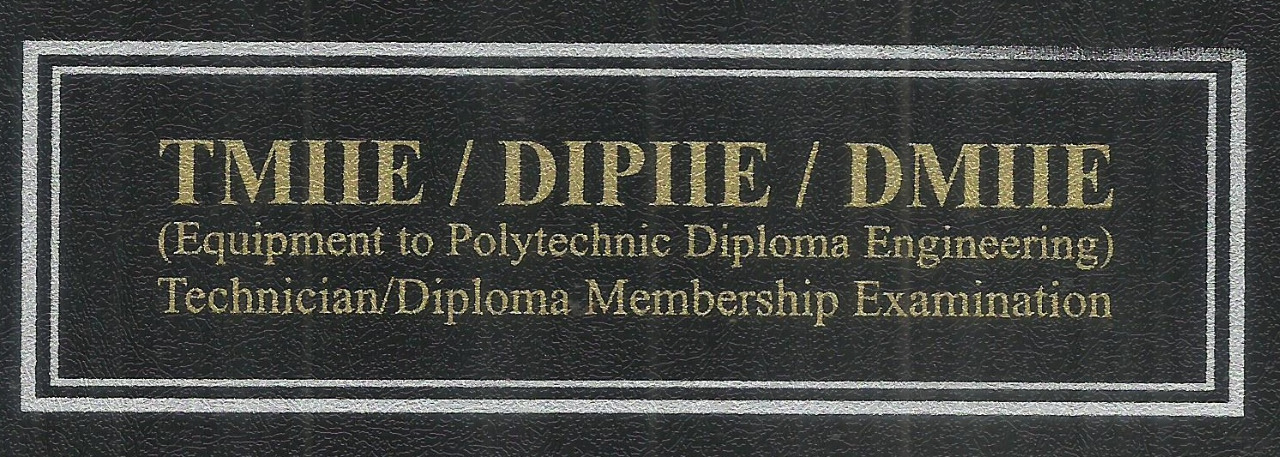 TMIIE / DIPIIE / DMIIE
(Equipment to Polytechnic Diploma Engineering)
Technician/Diploma Membership Examination